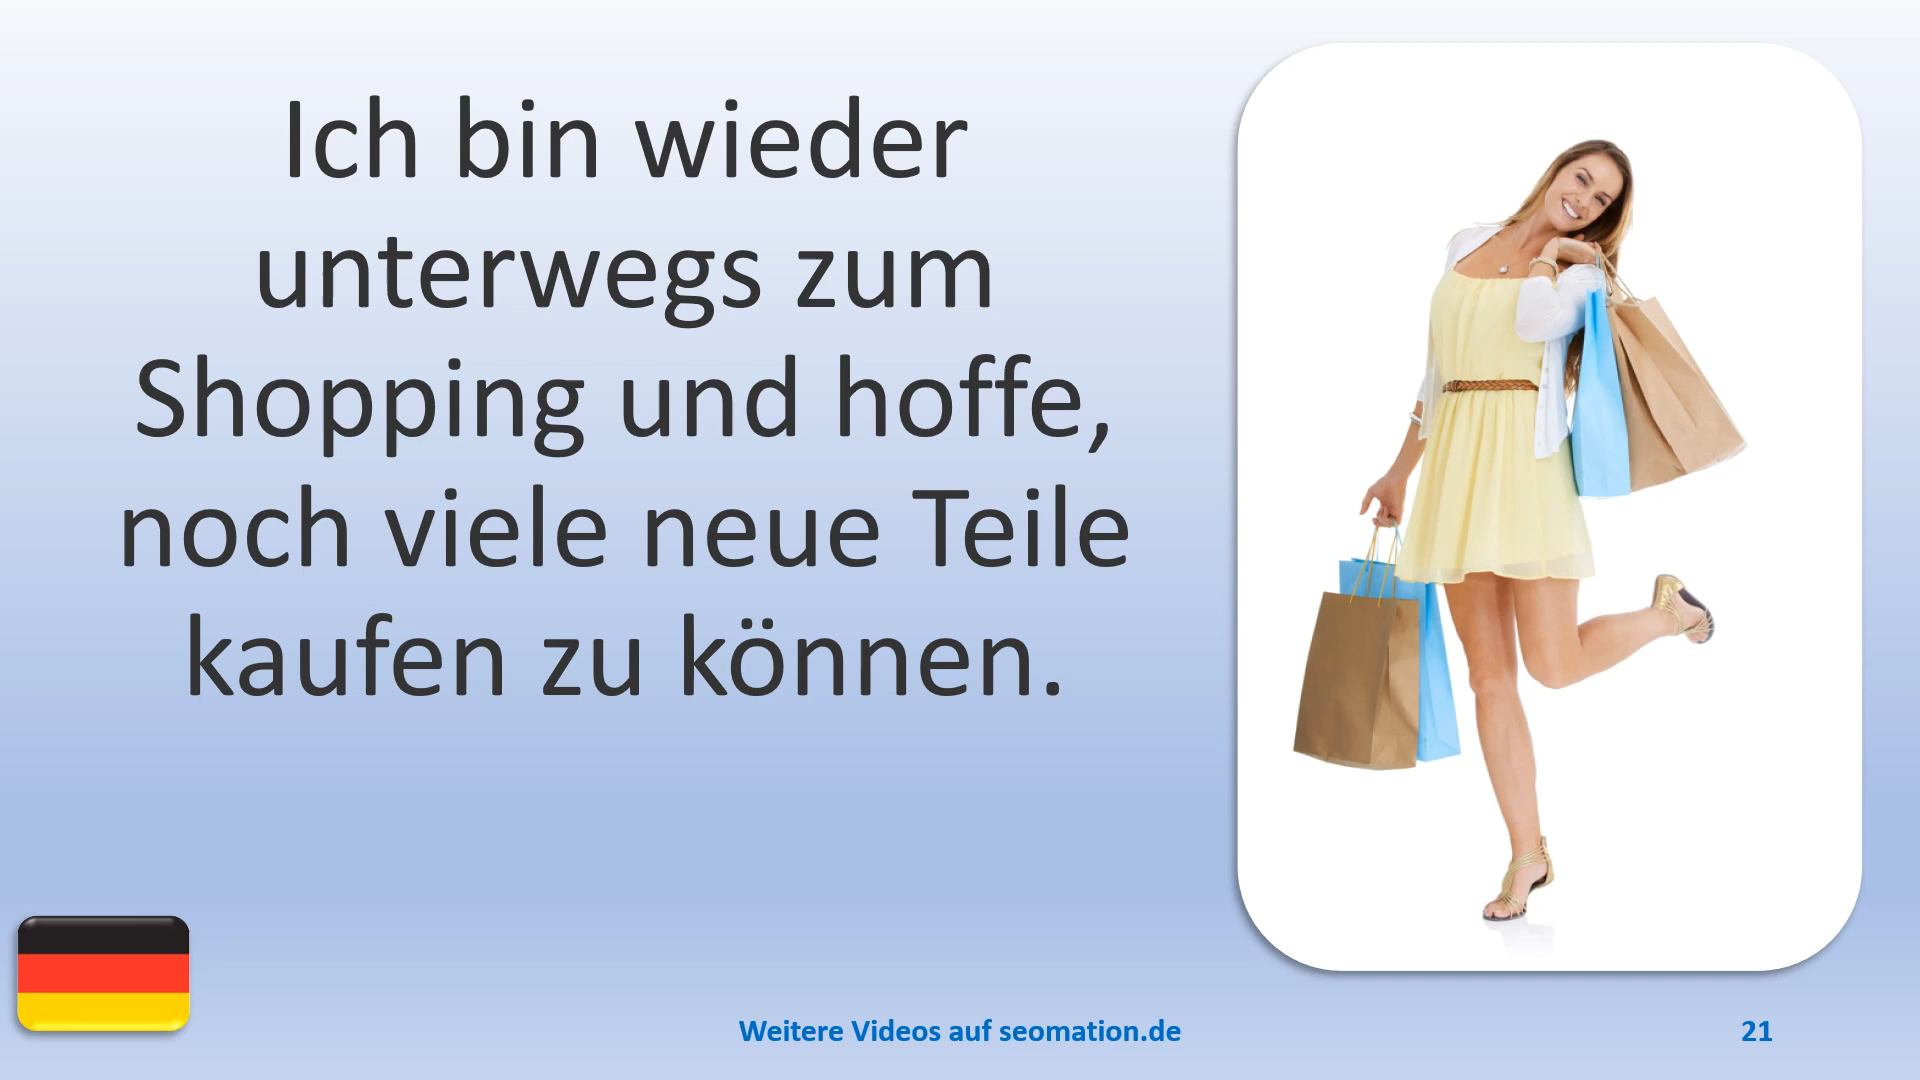 Ich bin wieder
unterwegs zum
Shopping und hoffe,
noch viele neue Teile
kaufen zu können.
Weitere Videos auf seomation.de
21